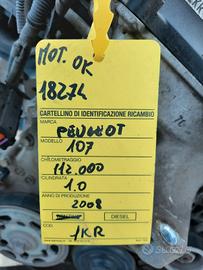 MOT. OK
18274
CARTELLINO DI IDENTIFICAZIONE RICAMBIO
MARCA
PEUGEOT
MODELLO
107
CHILOMETRAGGIO
112.000
CILINDRATA
1.0
ANNO DI PRODUZIONE
2008
DIESEL
COD.
1KR